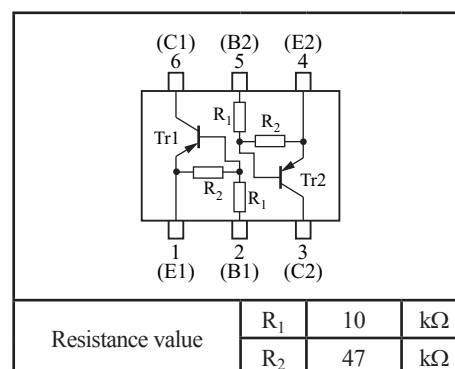 (C1) (B2) (E2)
6 5 4
R1
R2
Tr1
Tr2
R2
R1
1 2 3
(E1) (B1) (C2)
Resistance value R1 10 kΩ
R2 47 kΩ